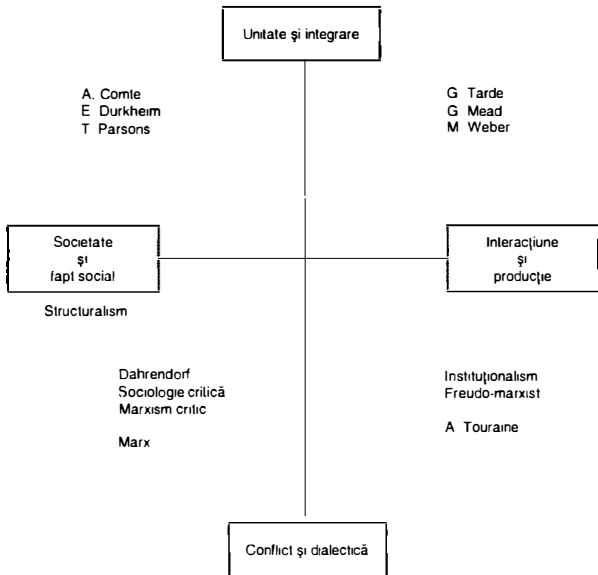 Unitate şi integrare
A. Comte
E Durkheim
T Parsons
G Tarde
G Mead
M Weber
Societate
şi
fapt social
Interacţiune
şi
producţie
Structuralism
Dahrendorf
Sociologie critică
Marxism critic
Marx
Instituţionalism
Freudo-marxist
A Touraine
Conflict şi dialectică